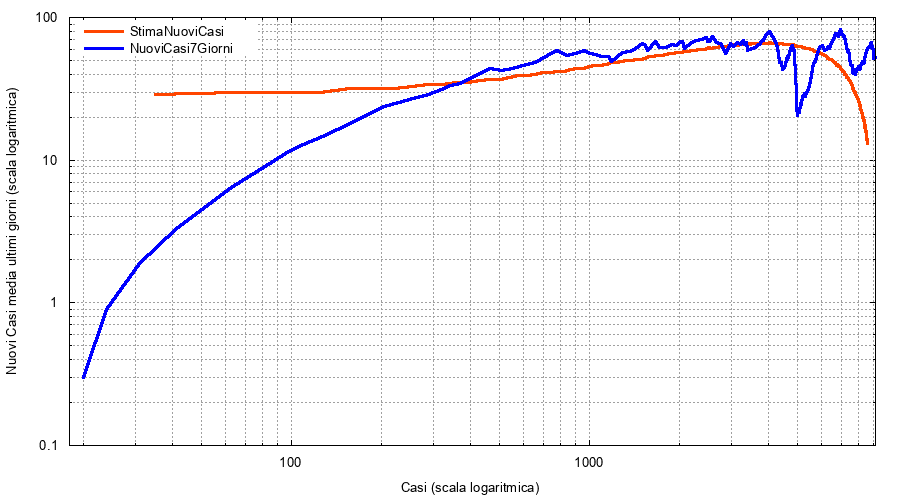 100
StimaNuoviCasi
NuoviCasi7Giorni
10
1
0.1
Nuovi Casi media ultimi giorni (scala logaritmica)
100
1000
Casi (scala logaritmica)